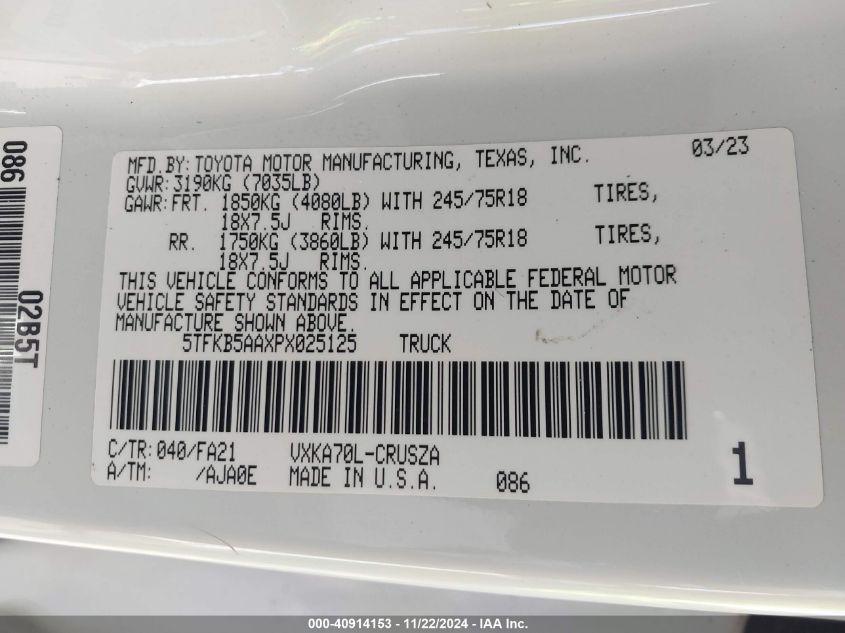 MFD.BY:TOYOTA MOTOR MANUFACTURING, TEXAS, INC. 03/23
GVWR:3190KG (7035LB)
GAWR:FRT. 1850KG (4080LB) WITH 245/75R18 TIRES,
18X7.5J RIMS.
RR. 1750KG (3860LB) WITH 245/75R18 TIRES,
18X7.5J RIMS.
THIS VEHICLE CONFORMS TO ALL APPLICABLE FEDERAL MOTOR
VEHICLE SAFETY STANDARDS IN EFFECT ON THE DATE OF
MANUFACTURE SHOWN ABOVE.
5TFKB5AAXPX025125 TRUCK
C/TR:040/FA21 VXKA70L-CRUSZA
A/TM: /AJA0E MADE IN U.S.A. 086 1
086 02B5T
000-40914153 - 11/22/2024 - IAA Inc.